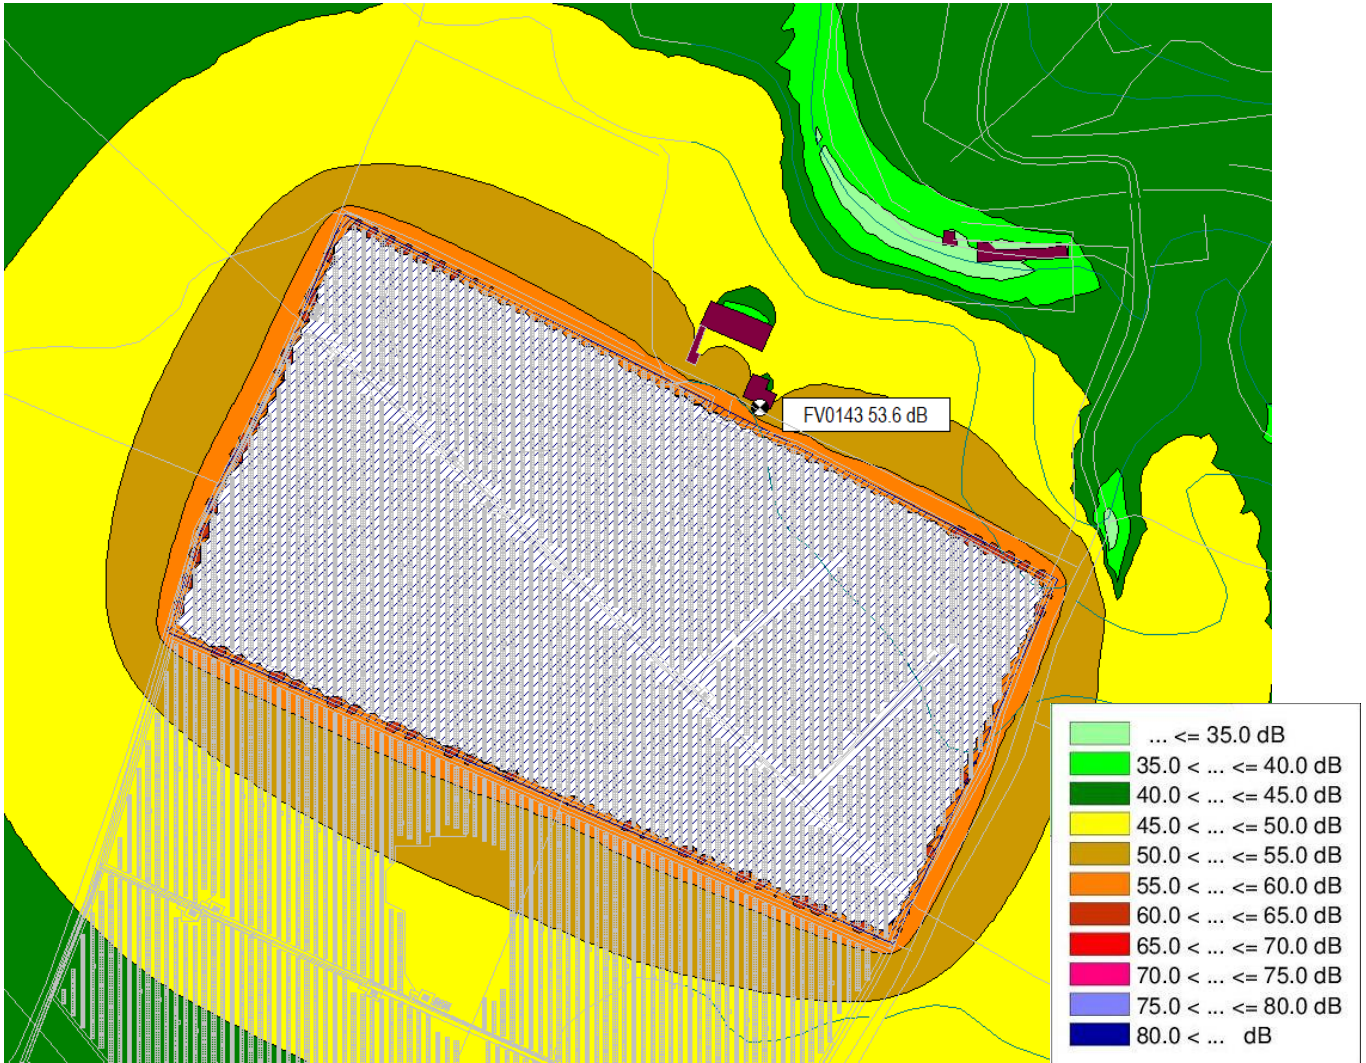 FV0143 53.6 dB
... <= 35.0 dB
35.0 < ... <= 40.0 dB
40.0 < ... <= 45.0 dB
45.0 < ... <= 50.0 dB
50.0 < ... <= 55.0 dB
55.0 < ... <= 60.0 dB
60.0 < ... <= 65.0 dB
65.0 < ... <= 70.0 dB
70.0 < ... <= 75.0 dB
75.0 < ... <= 80.0 dB
80.0 < ... dB